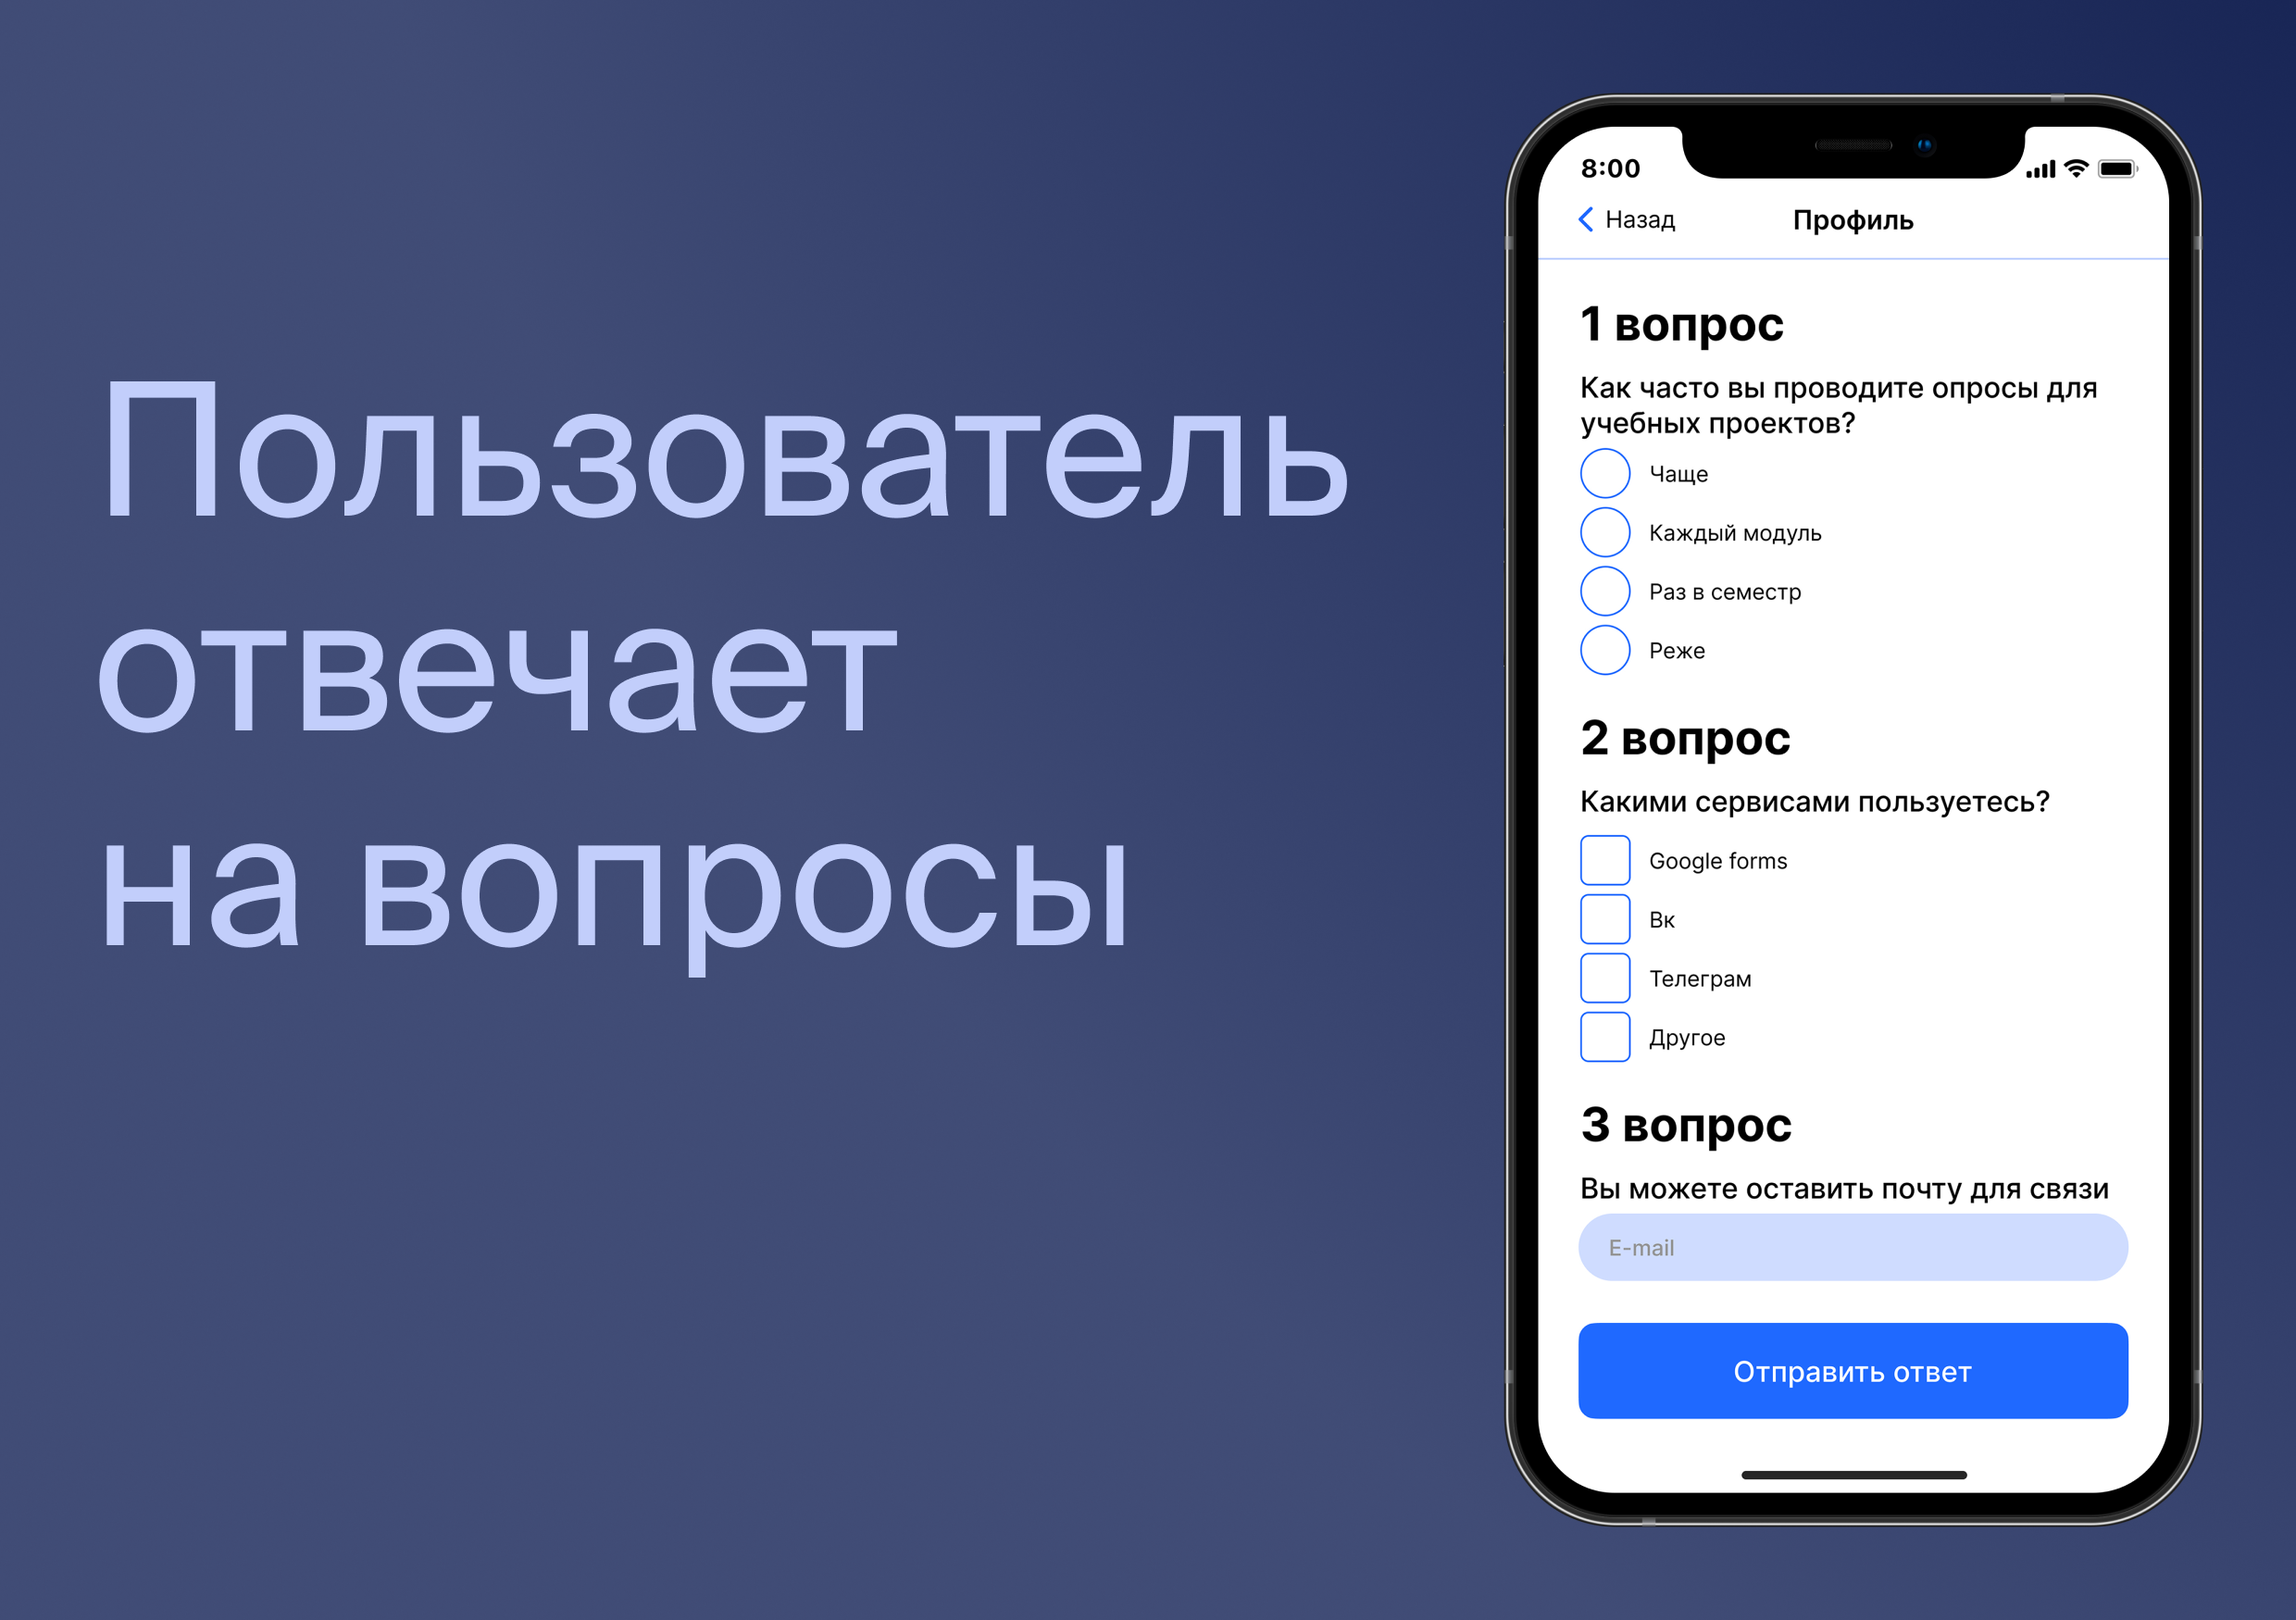 Пользователь
отвечает
на вопросы
8:00
Назад
Профиль
1 вопрос
Как часто вы проводите опросы для
учебных проектов?
Чаще
Каждый модуль
Раз в семестр
Реже
2 вопрос
Какими сервисами пользуетесь?
Google forms
Вк
Телеграм
Другое
3 вопрос
Вы можете оставить почту для связи
E-mail
Отправить ответ